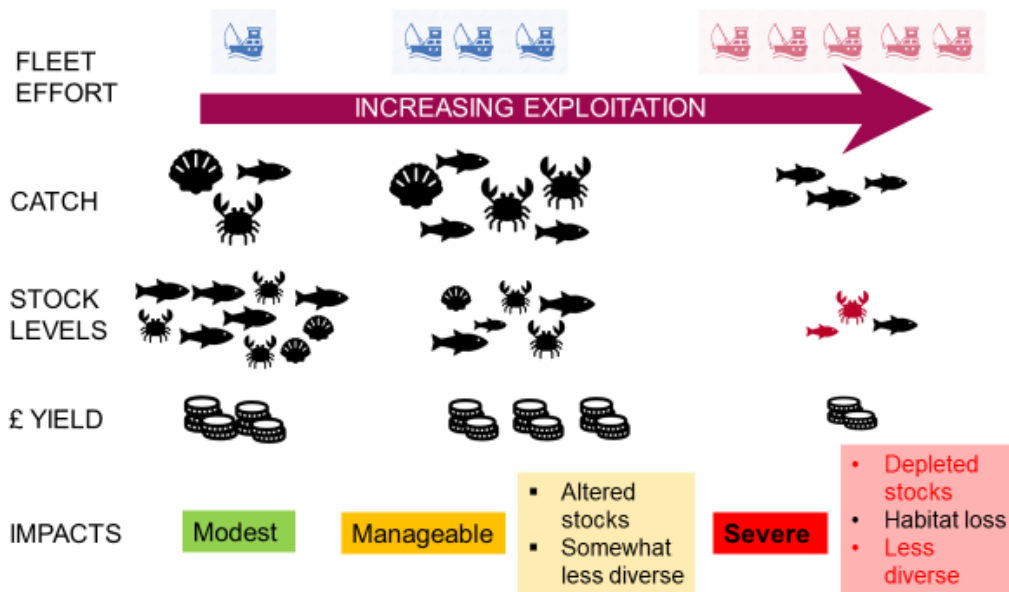 FLEET
EFFORT
INCREASING EXPLOITATION
CATCH
STOCK
LEVELS
£ YIELD
IMPACTS
Modest
Manageable
▪ Altered
stocks
▪ Somewhat
less diverse
Severe
• Depleted
stocks
• Habitat loss
• Less
diverse